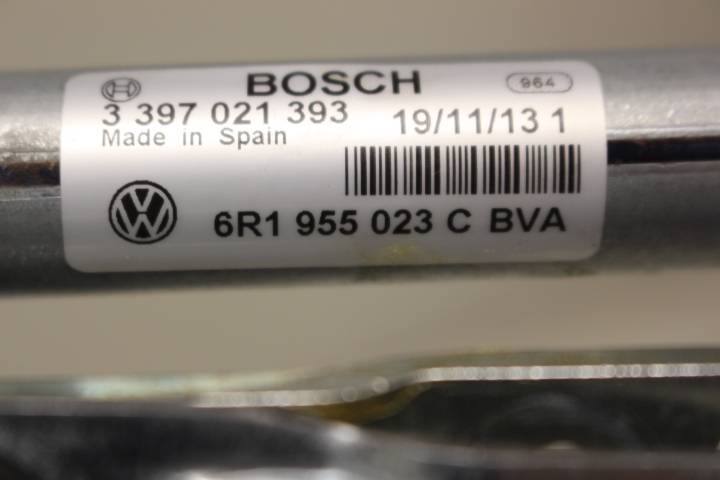 BOSCH 964
3 397 021 393 19/11/13 1
Made in Spain
6R1 955 023 C BVA